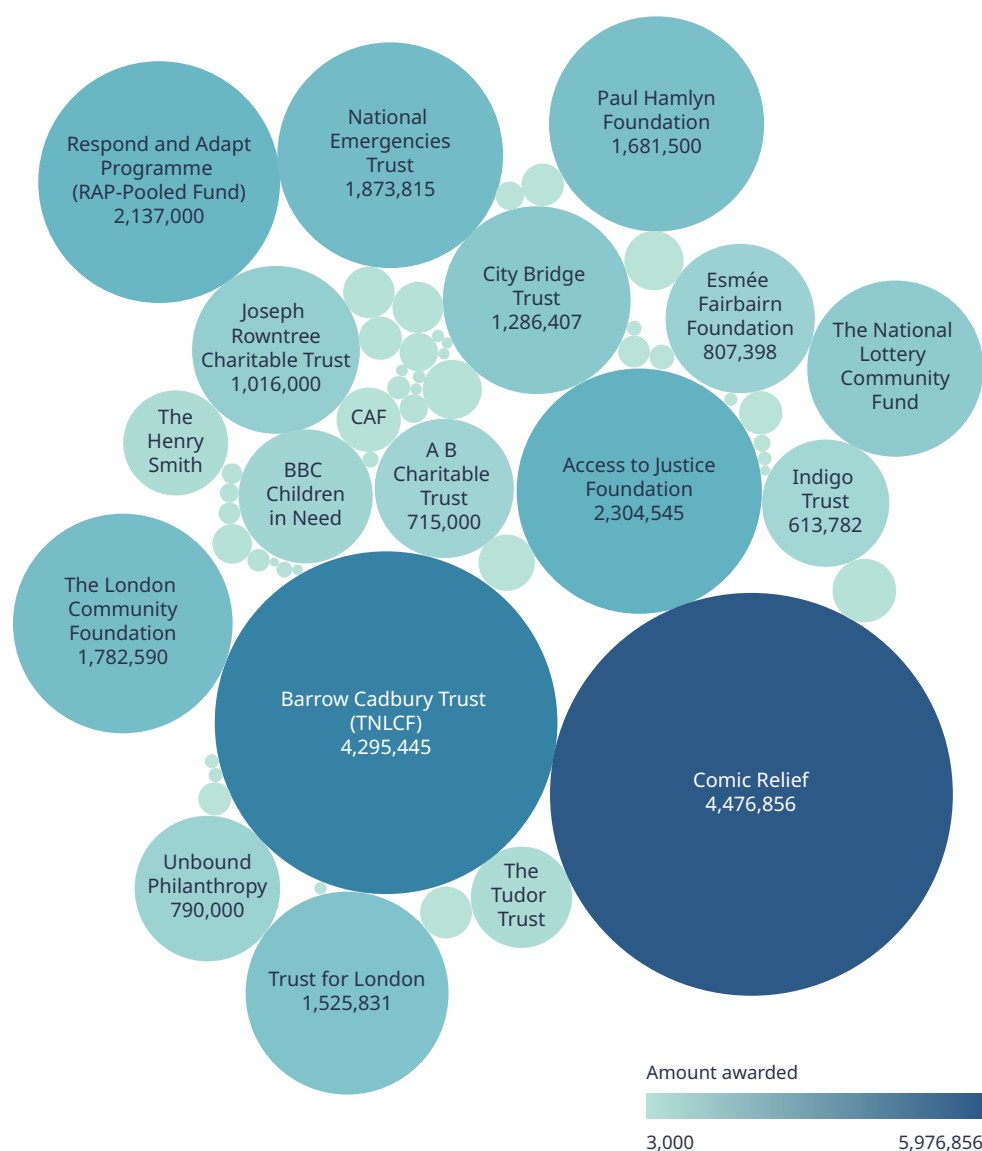 Paul Hamlyn
Foundation
1,681,500
National
Emergencies
Trust
1,873,815
Respond and Adapt
Programme
(RAP-Pooled Fund)
2,137,000
City Bridge
Trust
1,286,407
Esmée
Fairbairn
Foundation
807,398
Joseph
Rowntree
Charitable Trust
1,016,000
The National
Lottery
Community
Fund
The
Henry
Smith
CAF
A B
Charitable
Trust
715,000
BBC
Children
in Need
Access to Justice
Foundation
2,304,545
Indigo
Trust
613,782
The London
Community
Foundation
1,782,590
Barrow Cadbury Trust
(TNLCF)
4,295,445
Comic Relief
4,476,856
Unbound
Philanthropy
790,000
The
Tudor
Trust
Trust for London
1,525,831
Amount awarded
3,000
5,976,856